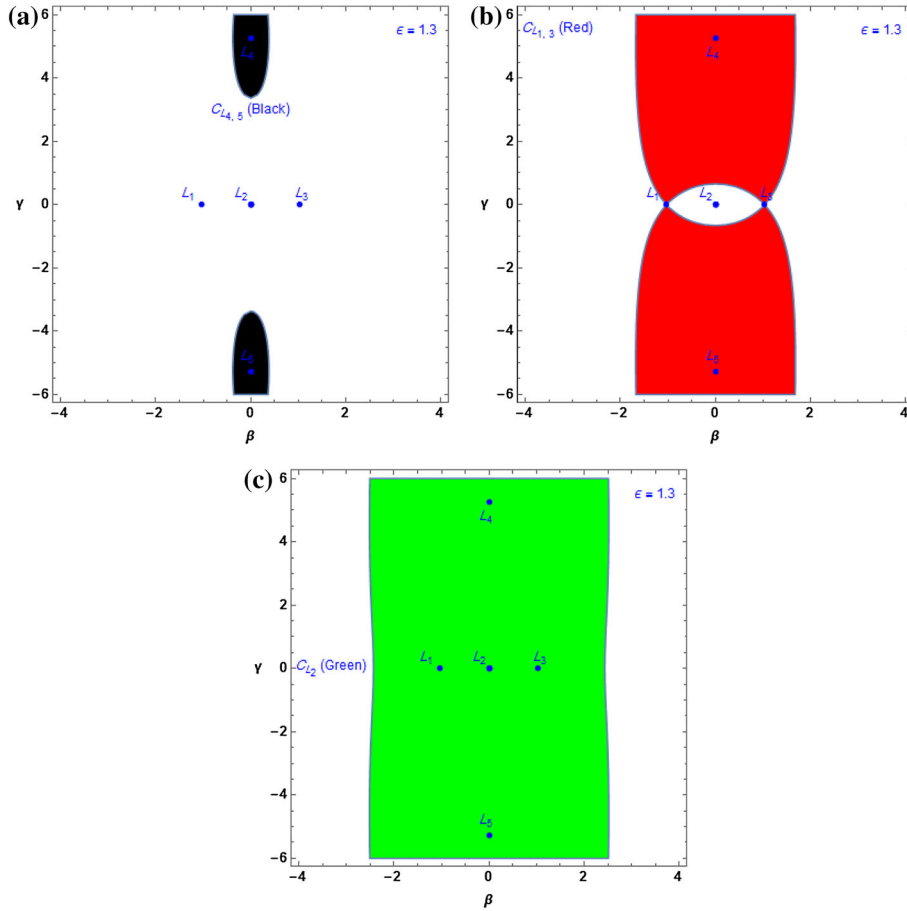 (a)
6
4
2
0
−2
−4
−6
γ
ϵ = 1.3
L4
C L4, 5 (Black)
L1
L2
L3
L5
−4
−2
0
2
4
β
(b)
6
4
2
0
−2
−4
−6
γ
C L1, 3 (Red)
ϵ = 1.3
L4
L1
L2
L3
L5
−4
−2
0
2
4
β
(c)
6
4
2
0
−2
−4
−6
γ
ϵ = 1.3
L4
C L2 (Green)
L1
L2
L3
L5
−4
−2
0
2
4
β